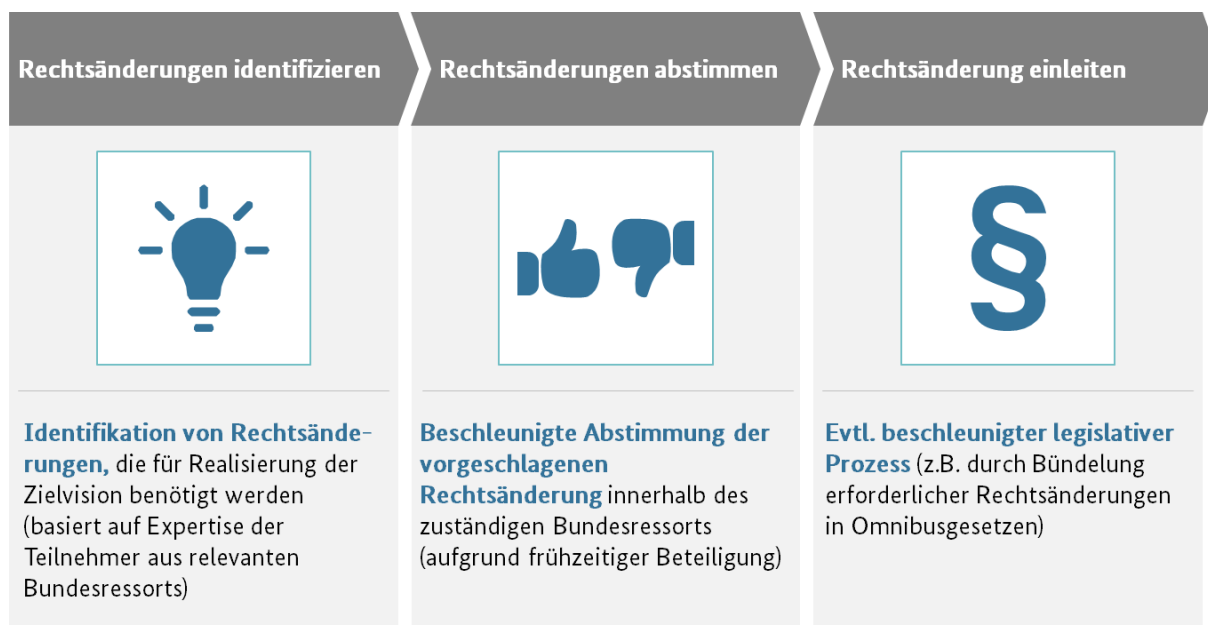 Rechtsänderungen identifizieren
Rechtsänderungen abstimmen
Rechtsänderung einleiten
§
Identifikation von Rechtsände-
rungen, die für Realisierung der
Zielvision benötigt werden
(basiert auf Expertise der
Teilnehmer aus relevanten
Bundesressorts)
Beschleunigte Abstimmung der
vorgeschlagenen
Rechtsänderung innerhalb des
zuständigen Bundesressorts
(aufgrund frühzeitiger Beteiligung)
Evtl. beschleunigter legislativer
Prozess (z.B. durch Bündelung
erforderlicher Rechtsänderungen
in Omnibusgesetzen)